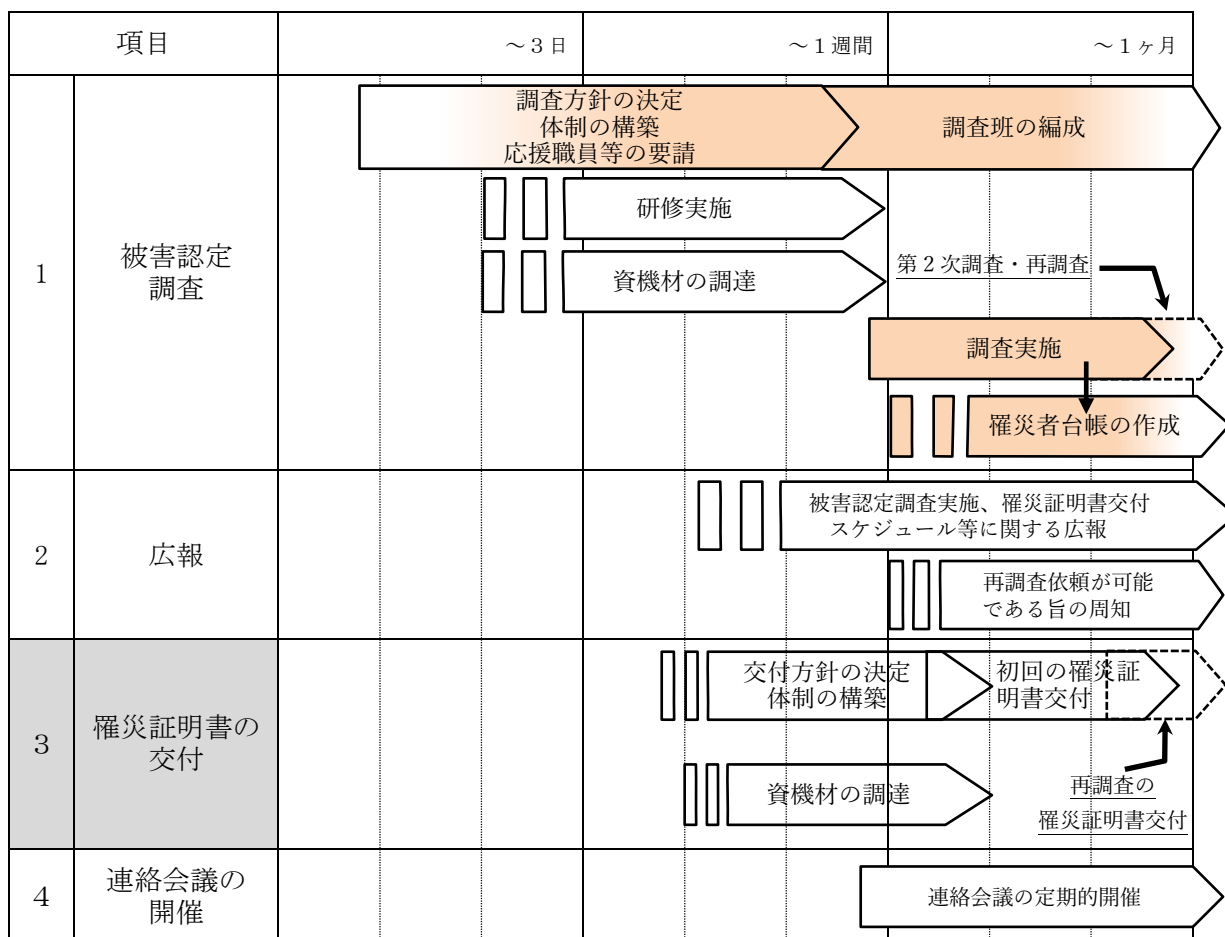 項目
～3日
～1週間
～1ヶ月
1
被害認定
調査
調査方針の決定
体制の構築
応援職員等の要請
調査班の編成
研修実施
資機材の調達
第2次調査・再調査
調査実施
罹災者台帳の作成
2
広報
被害認定調査実施、罹災証明書交付
スケジュール等に関する広報
再調査依頼が可能
である旨の周知
3
罹災証明書の
交付
交付方針の決定
体制の構築
初回の罹災証
明書交付
資機材の調達
再調査の
罹災証明書交付
4
連絡会議の
開催
連絡会議の定期的開催